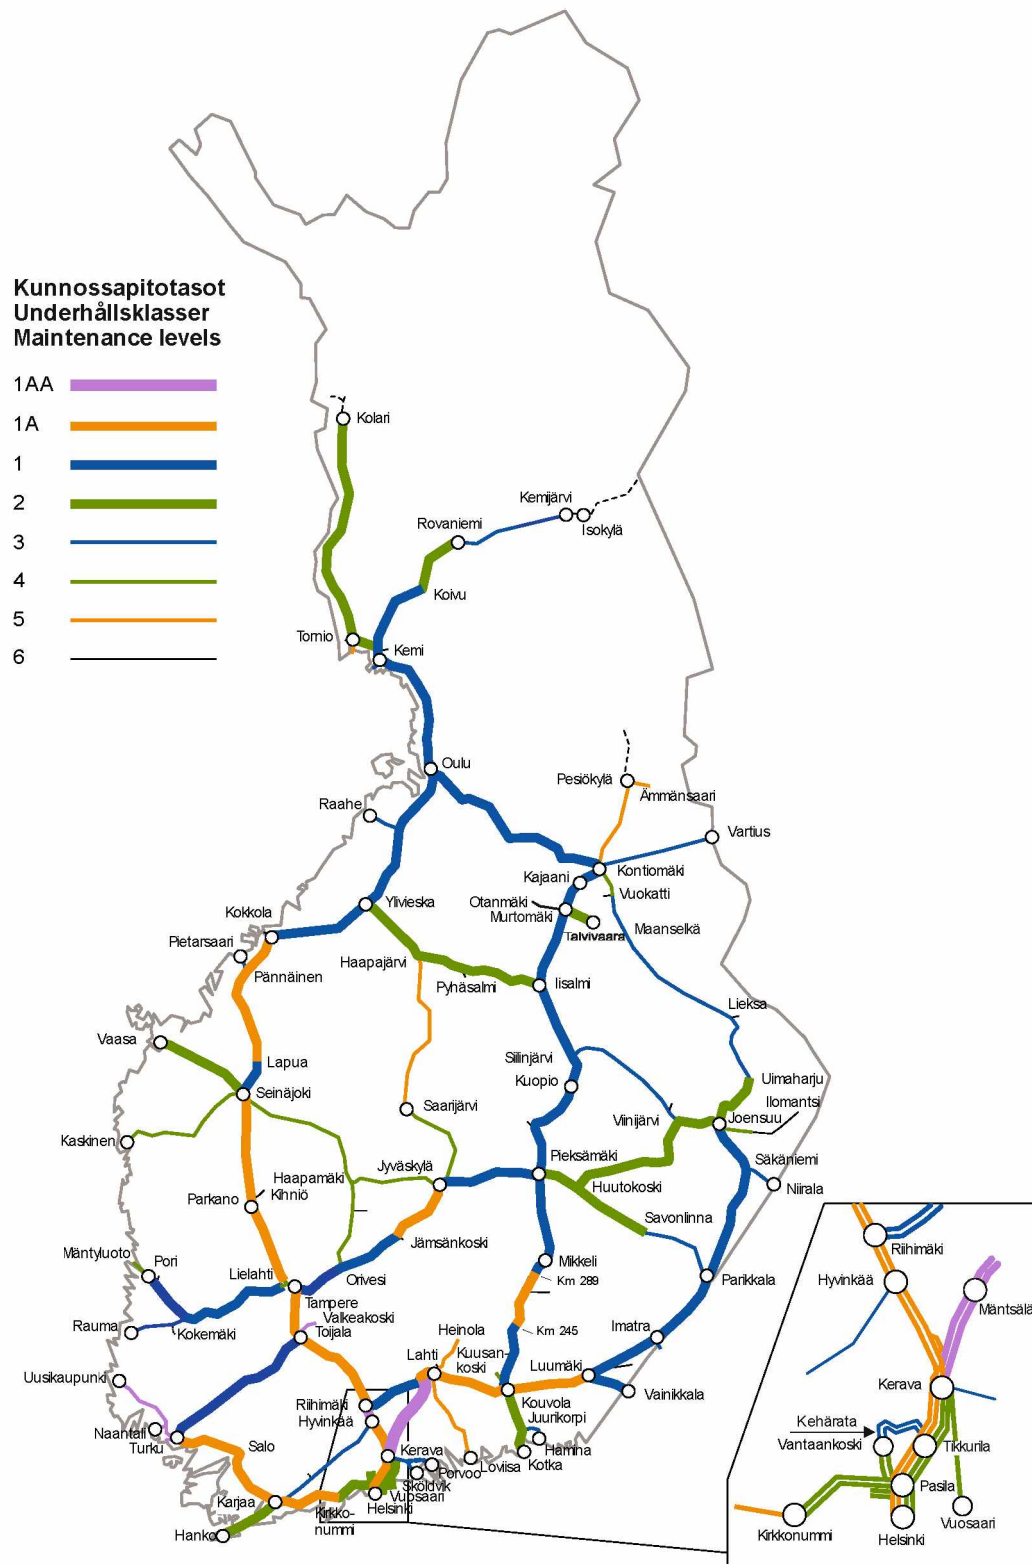 Kunnossapitotasot
Underhållsklasser
Maintenance levels
1AA
1A
1
2
3
4
5
6
Kolari
Kemijärvi
Isokylä
Rovaniemi
Koivu
Tornio
Kemi
Oulu
Pesiökylä
Ämmänsaari
Raahe
Vartius
Kontiomäki
Kajaani
Vuokatti
Otanmäki
Murtomäki
Talvivaara
Maanselkä
Ylivieska
Kokkola
Pietarsaari
Pännäinen
Haapajärvi
Pyhäsalmi
Iisalmi
Lieksa
Vaasa
Lapua
Siilinjärvi
Kuopio
Uimaharju
Ilomantsi
Seinäjoki
Saarijärvi
Viinijärvi
Joensuu
Kaskinen
Haapamäki
Kihniö
Parkano
Jyväskylä
Pieksämäki
Huutokoski
Säkäniemi
Niirala
Savonlinna
Mäntyluoto
Pori
Lielahti
Jämsänkoski
Orivesi
Mikkeli
Km 289
Parikkala
Tampere
Valkeakoski
Toijala
Rauma
Kokemäki
Heinola
Km 245
Imatra
Kuusan-
koski
Lahti
Luumäki
Uusikaupunki
Vainikkala
Kouvola
Juurikorpi
Hamina
Kotka
Riihimäki
Hyvinkää
Naantali
Turku
Salo
Kerava
Porvoo
Loviisa
Sköldvik
Vuosaari
Helsinki
Karjaa
Kirkko-
nummi
Hanko
Riihimäki
Hyvinkää
Mäntsälä
Kerava
Kehärata
Vantaankoski
Tikkurila
Pasila
Kirkkonummi
Helsinki
Vuosaari